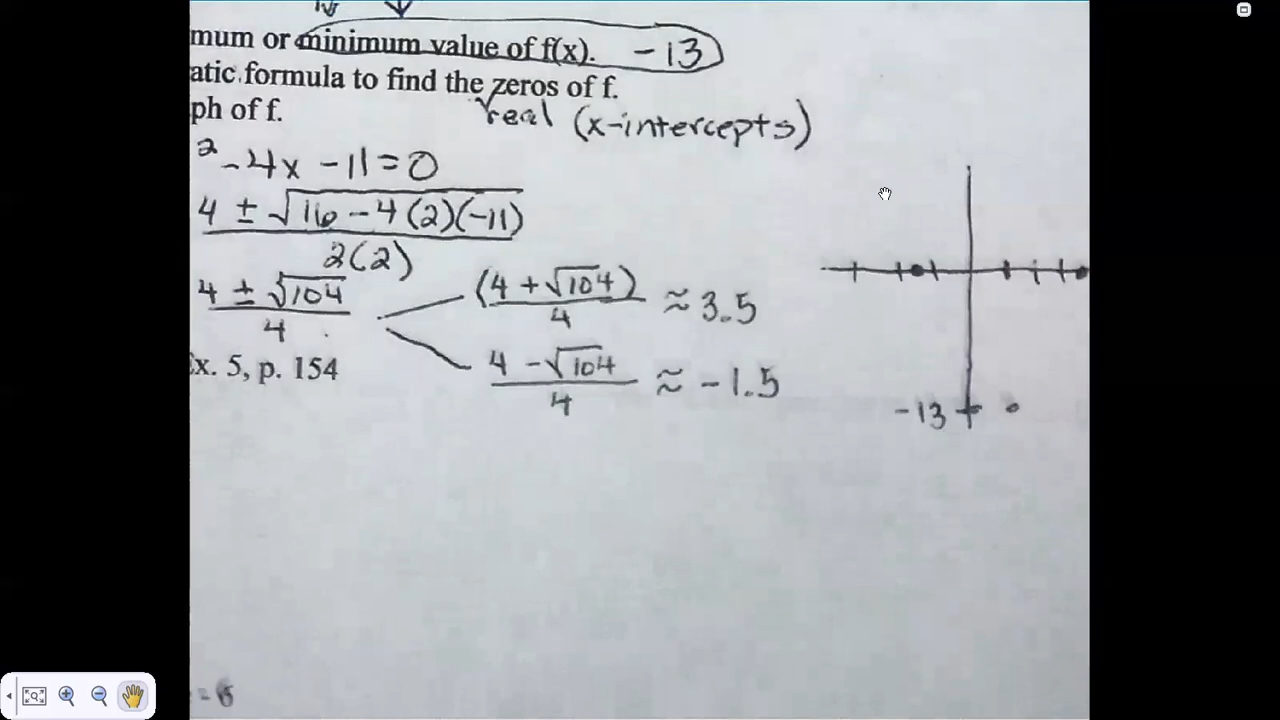 mum or minimum value of f(x). -13
atic formula to find the zeros of f.
ph of f. real (x-intercepts)
2 - 4x - 11 = 0
4 ± √16 - 4(2)(-11)
2(2)
4 ± √104
4
(4 + √104)
4
≈ 3.5
4 - √104
4
≈ -1.5
x. 5, p. 154
-13